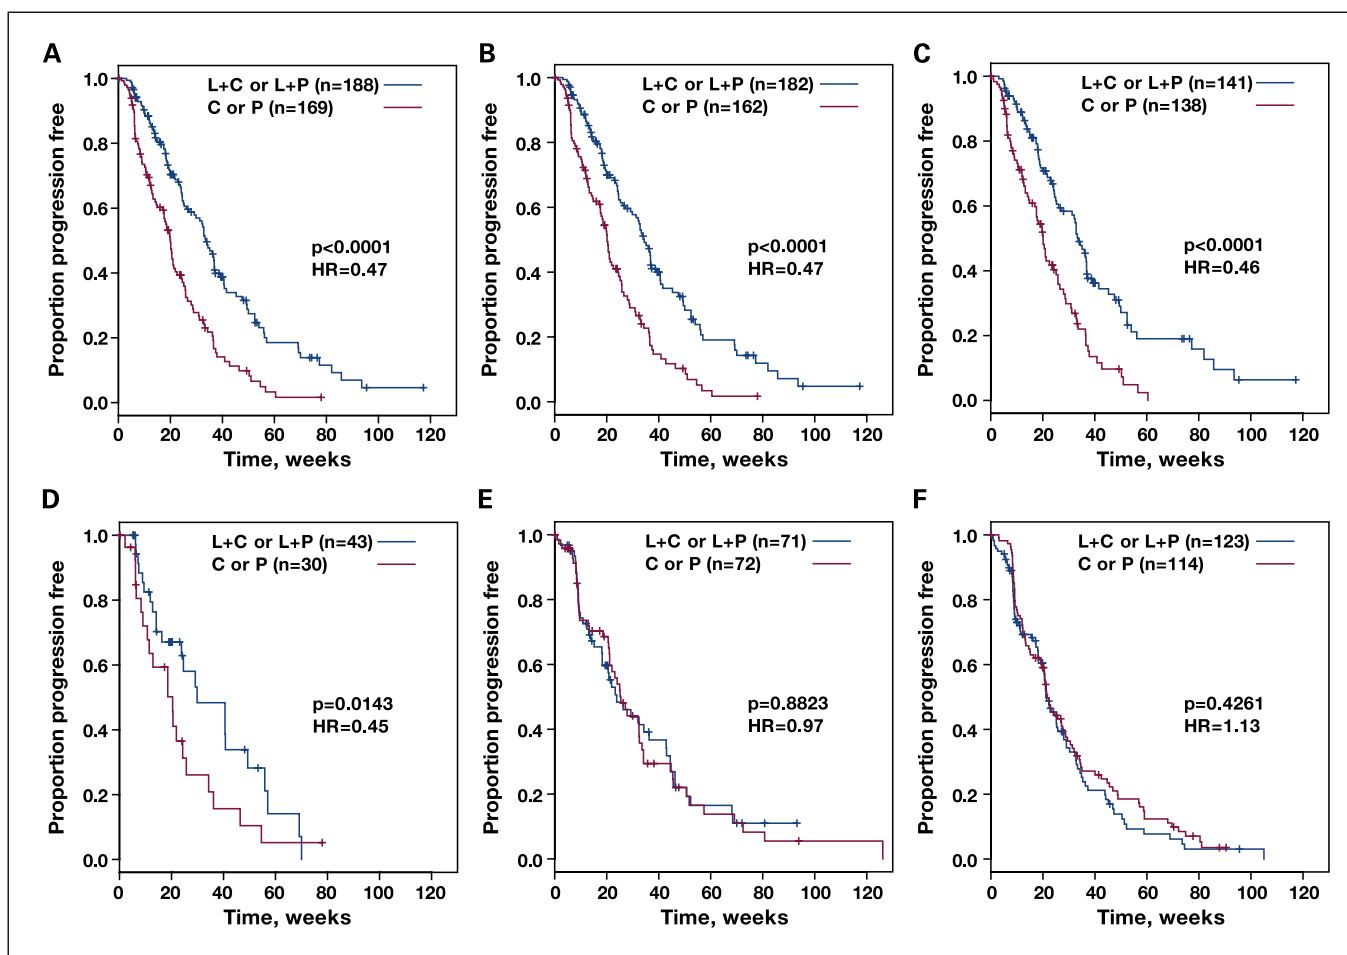 A
L+C or L+P (n=188)
C or P (n=169)
p<0.0001
HR=0.47
Proportion progression free
1.0
0.8
0.6
0.4
0.2
0.0
0 20 40 60 80 100 120
Time, weeks
B
L+C or L+P (n=182)
C or P (n=162)
p<0.0001
HR=0.47
Proportion progression free
1.0
0.8
0.6
0.4
0.2
0.0
0 20 40 60 80 100 120
Time, weeks
C
L+C or L+P (n=141)
C or P (n=138)
p<0.0001
HR=0.46
Proportion progression free
1.0
0.8
0.6
0.4
0.2
0.0
0 20 40 60 80 100 120
Time, weeks
D
L+C or L+P (n=43)
C or P (n=30)
p=0.0143
HR=0.45
Proportion progression free
1.0
0.8
0.6
0.4
0.2
0.0
0 20 40 60 80 100 120
Time, weeks
E
L+C or L+P (n=71)
C or P (n=72)
p=0.8823
HR=0.97
Proportion progression free
1.0
0.8
0.6
0.4
0.2
0.0
0 20 40 60 80 100 120
Time, weeks
F
L+C or L+P (n=123)
C or P (n=114)
p=0.4261
HR=1.13
Proportion progression free
1.0
0.8
0.6
0.4
0.2
0.0
0 20 40 60 80 100 120
Time, weeks